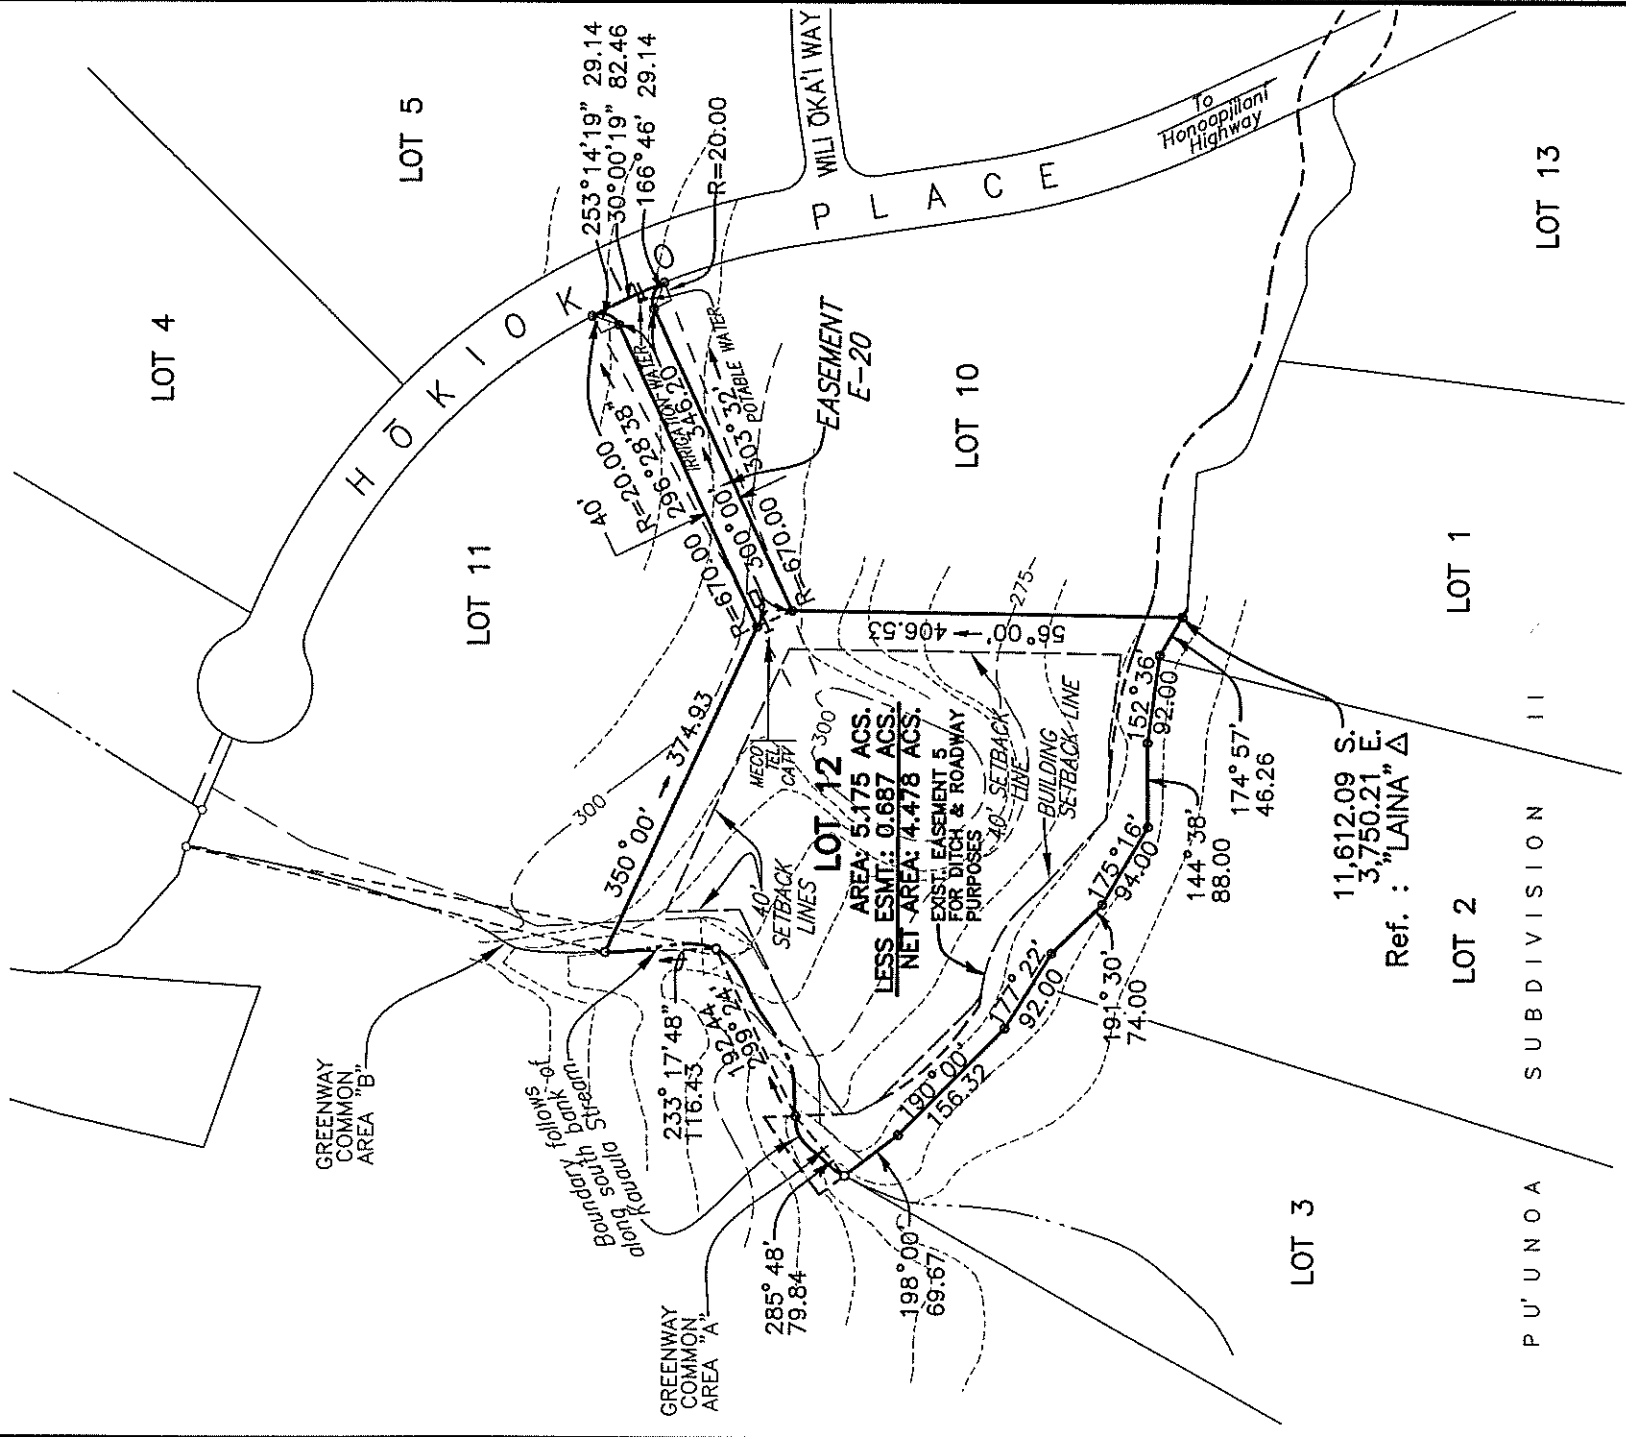 LOT 5
LOT 4
253°14'19" 29.14
30°00'19" 82.46
166°46' 29.14
R=20.00
WILI OKA'I WAY
HŌKIOKIO
PLACE
To
Honoapiilani
Highway
LOT 13
LOT 11
LOT 10
40'
R=20.00
296°28'38"
R=670.00
IRRIGATION WATER
346.20
300°00'
303°32'
POTABLE WATER
R=670.00
EASEMENT
E-20
350°00' 374.93
56°00' 406.53
275
300
300
MECO
TEL
CATV
LOT 12
AREA: 5.175 ACS.
LESS ESMT.: 0.687 ACS.
NET AREA: 4.478 ACS.
EXIST. EASEMENT 5
FOR DITCH & ROADWAY
PURPOSES
40' SETBACK
LINE
BUILDING
SETBACK LINE
40'
SETBACK
LINES
GREENWAY
COMMON
AREA "B"
Boundary follows
along south bank of
Kauaula Stream
233°17'48"
116.43
192.44'
299°24'
GREENWAY
COMMON
AREA "A"
285°48'
79.84
198°00'
69.67
190°00'
156.32
177°22'
92.00
191°30'
74.00
175°16'
94.00
144°38'
88.00
152°36'
92.00
174°57'
46.26
11,612.09 S.
3,750.21 E.
Ref. : "LAINA" △
LOT 1
LOT 2
LOT 3
PU'UNOA SUBDIVISION II